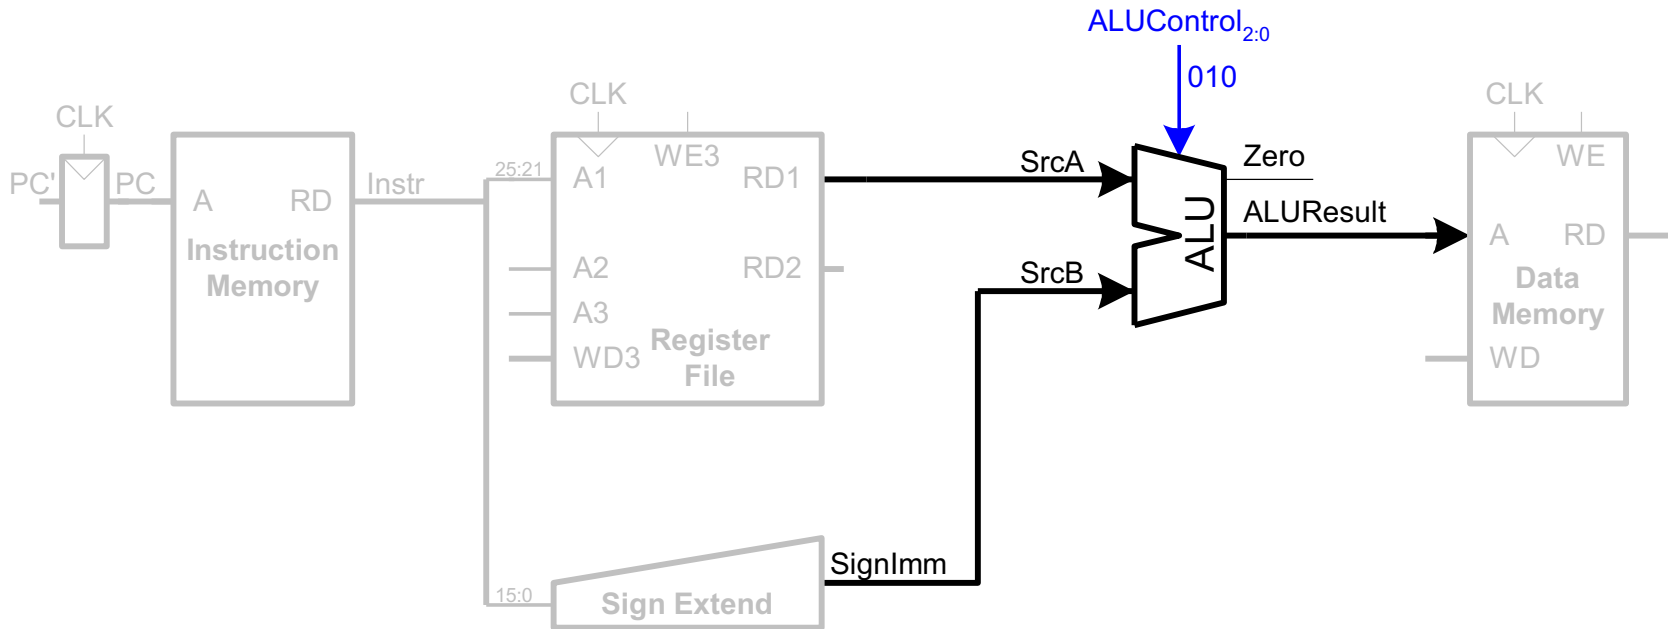 ALUControl2:0
010
CLK
CLK
CLK
PC'
PC
A
RD
Instruction
Memory
Instr
25:21
A1
WE3
RD1
A2
RD2
A3
WD3
Register
File
SrcA
SrcB
ALU
Zero
ALUResult
WE
A
RD
Data
Memory
WD
15:0
Sign Extend
SignImm